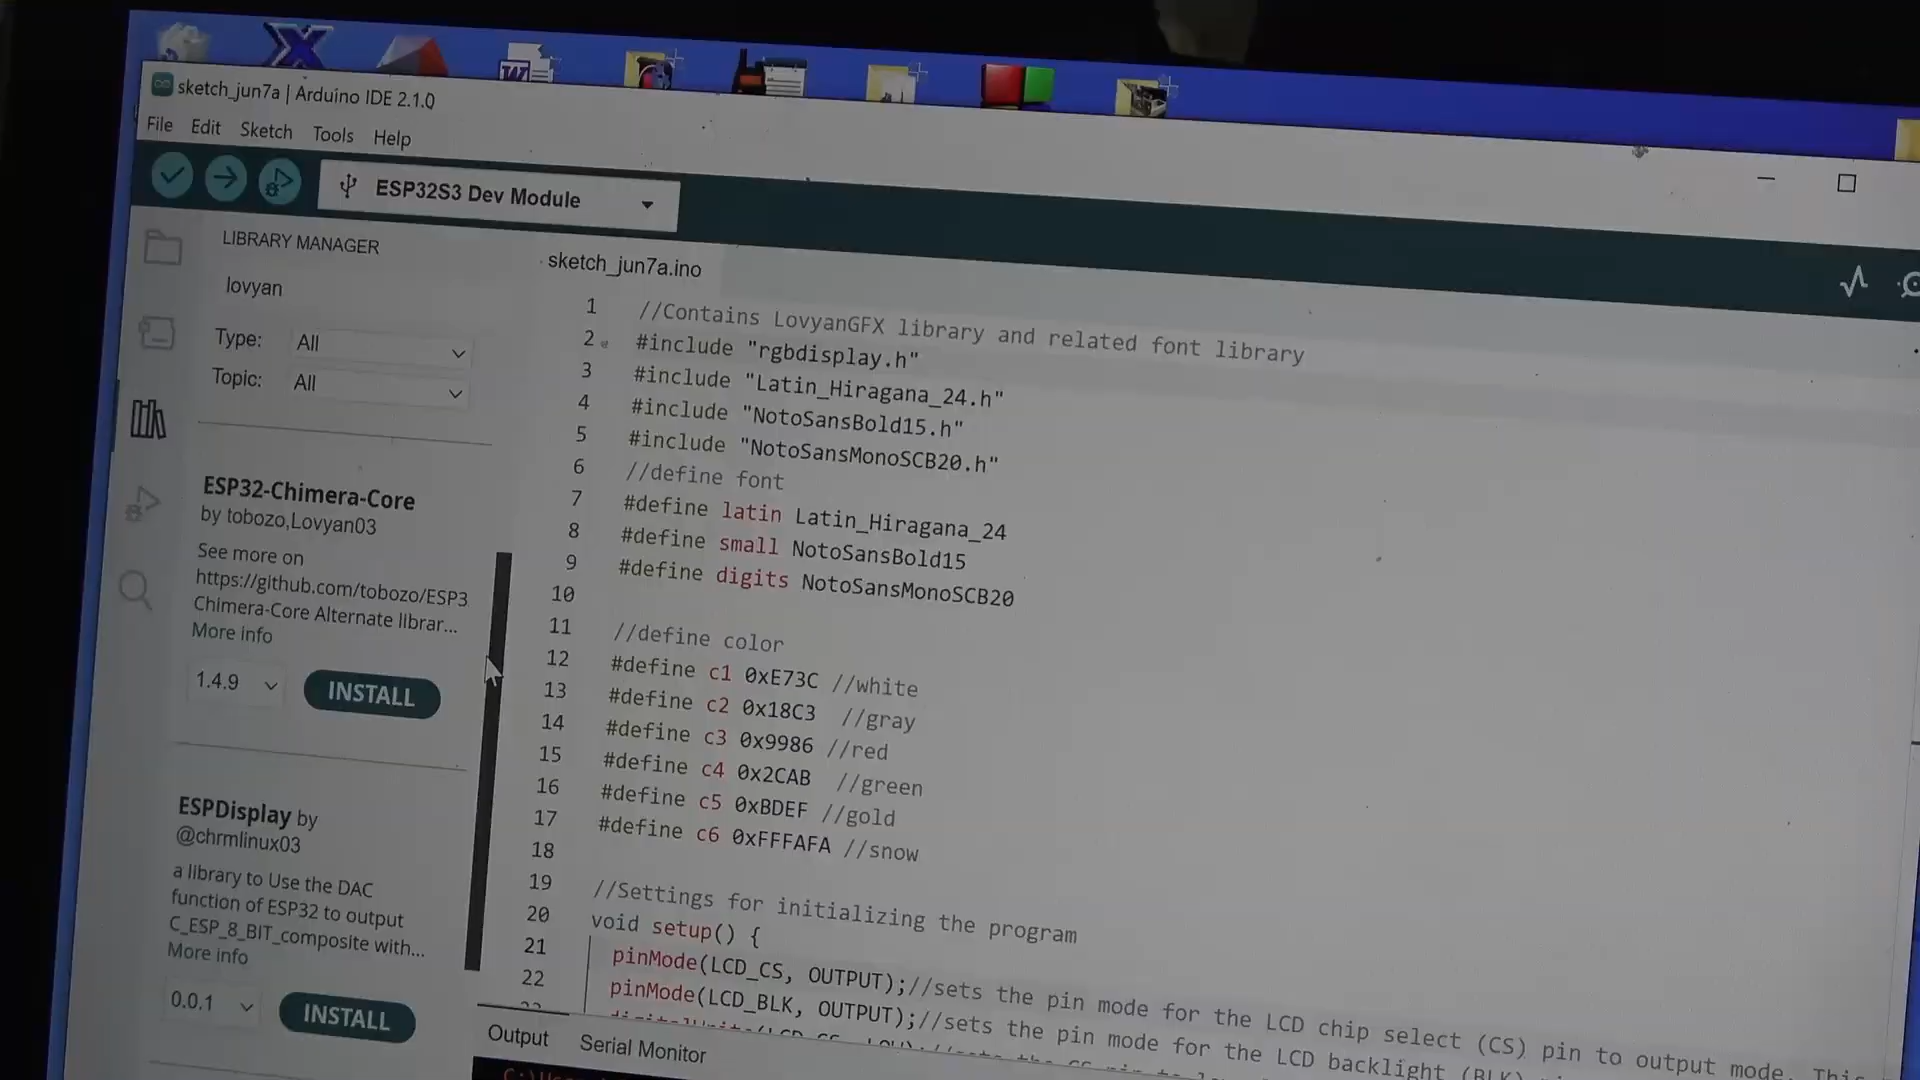 sketch_jun7a | Arduino IDE 2.1.0
File Edit Sketch Tools Help
ESP32S3 Dev Module
LIBRARY MANAGER
lovyan
Type: All
Topic: All
ESP32-Chimera-Core
by tobozo,Lovyan03
See more on
https://github.com/tobozo/ESP3
Chimera-Core Alternate librar...
More info
1.4.9 INSTALL
ESPDisplay by
@chrmlinux03
a library to Use the DAC
function of ESP32 to output
C_ESP_8_BIT_composite with...
More info
0.0.1 INSTALL
sketch_jun7a.ino
1 //Contains LovyanGFX library and related font library
2 #include "rgbdisplay.h"
3 #include "Latin_Hiragana_24.h"
4 #include "NotoSansBold15.h"
5 #include "NotoSansMonoSCB20.h"
6 //define font
7 #define latin Latin_Hiragana_24
8 #define small NotoSansBold15
9 #define digits NotoSansMonoSCB20
10
11 //define color
12 #define c1 0xE73C //white
13 #define c2 0x18C3 //gray
14 #define c3 0x9986 //red
15 #define c4 0x2CAB //green
16 #define c5 0xBDEF //gold
17 #define c6 0xFFFAFA //snow
18
19 //Settings for initializing the program
20 void setup() {
21 pinMode(LCD_CS, OUTPUT);//sets the pin mode for the LCD chip select (CS) pin to output mode. This
22 pinMode(LCD_BLK, OUTPUT);//sets the pin mode for the LCD backlight (BLK)
Output Serial Monitor